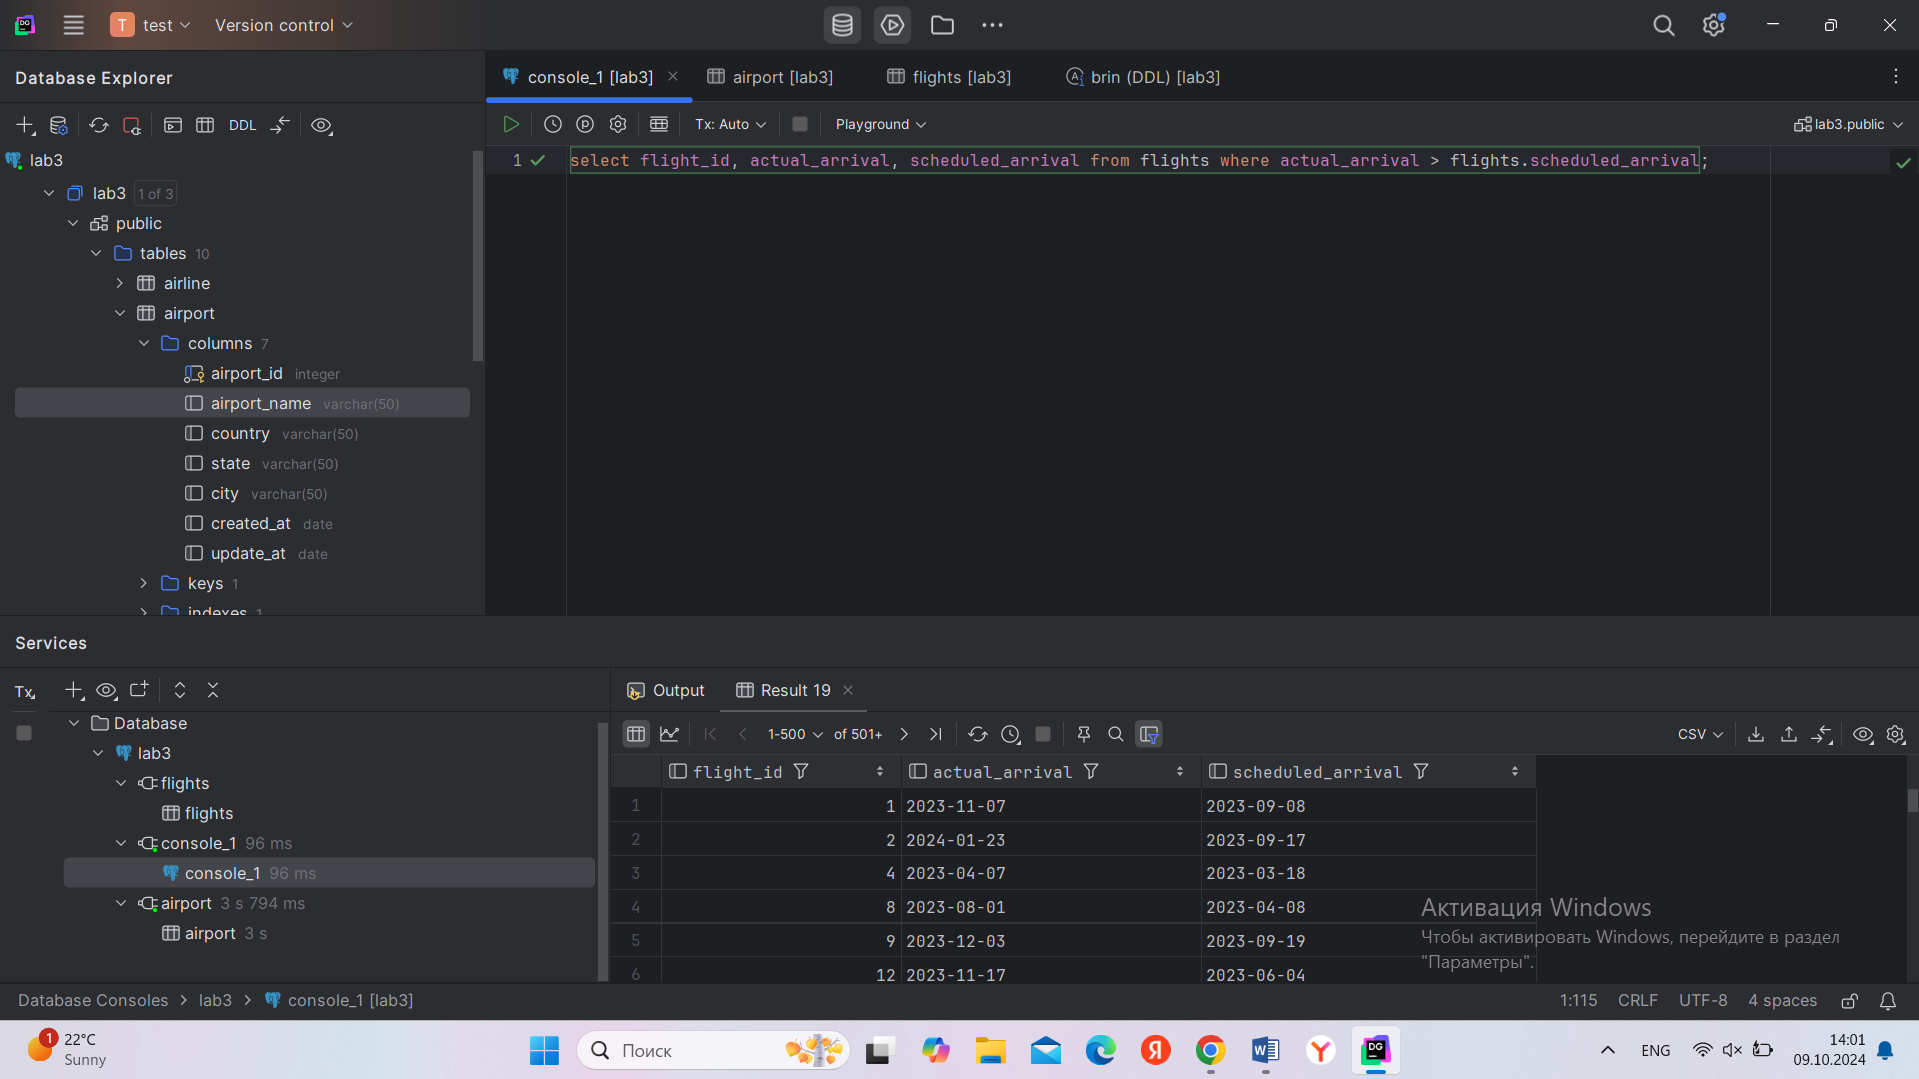 T test Version control
Database Explorer
console_1 [lab3]
airport [lab3]
flights [lab3]
brin (DDL) [lab3]
DDL
Tx: Auto
Playground
lab3.public
lab3
lab3 1 of 3
public
tables 10
airline
airport
columns 7
airport_id integer
airport_name varchar(50)
country varchar(50)
state varchar(50)
city varchar(50)
created_at date
update_at date
keys 1
indexes 1
1 select flight_id, actual_arrival, scheduled_arrival from flights where actual_arrival > flights.scheduled_arrival;
Services
Tx
Database
lab3
flights
flights
console_1 96 ms
console_1 96 ms
airport 3 s 794 ms
airport 3 s
Output
Result 19
1-500 of 501+
CSV
flight_id actual_arrival scheduled_arrival
1 1 2023-11-07 2023-09-08
2 2 2024-01-23 2023-09-17
3 4 2023-04-07 2023-03-18
4 8 2023-08-01 2023-04-08
5 9 2023-12-03 2023-09-19
6 12 2023-11-17 2023-06-04
Активация Windows
Чтобы активировать Windows, перейдите в раздел
"Параметры".
Database Consoles > lab3 > console_1 [lab3]
1:115 CRLF UTF-8 4 spaces
1
22°C
Sunny
Поиск
ENG
14:01
09.10.2024